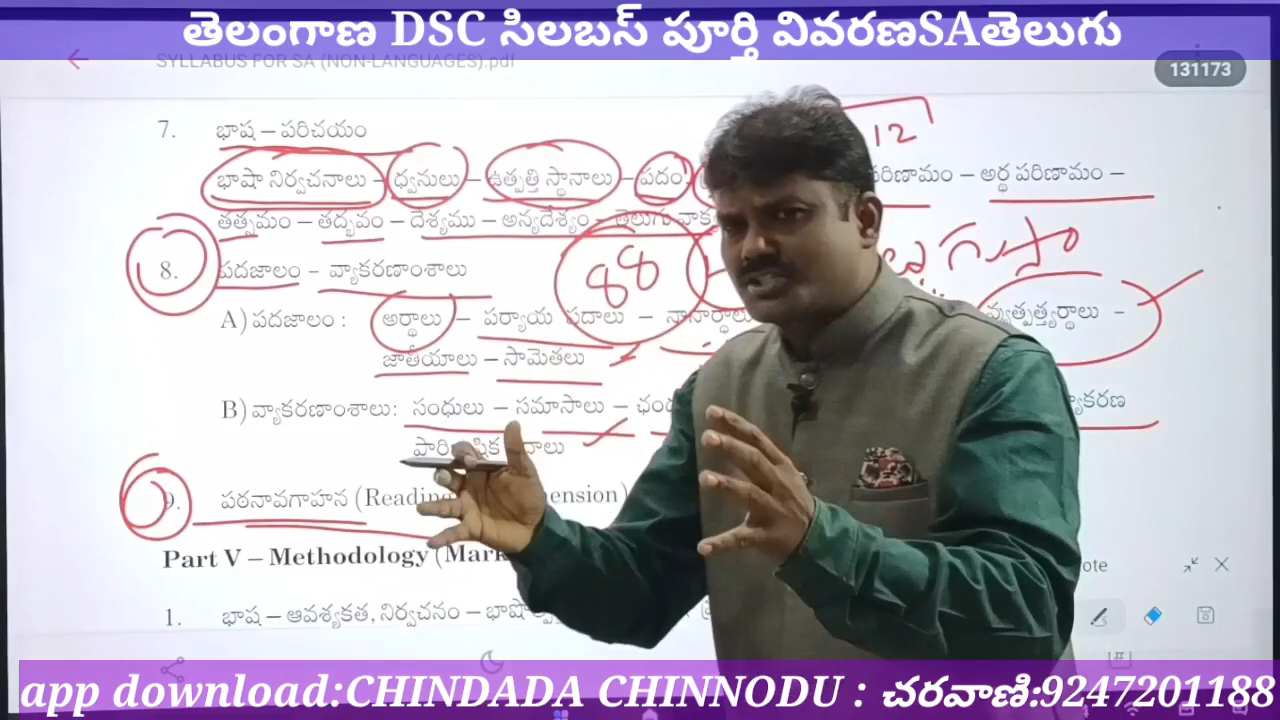 తెలంగాణ DSC సిలబస్ పూర్తి వివరణSAతెలుగు
SYLLABUS FOR SA (NON-LANGUAGES).pdf
131173
7. భాష – పరిచయం
12
భాషా నిర్వచనాలు – ధ్వనులు – ఉత్పత్తి స్థానాలు – పదం పరిణామం – అర్థ పరిణామం –
తత్సమం – తద్భవం – దేశ్యము – అన్యదేశ్యం – తెలుగు వాక
8. పదజాలం – వ్యాకరణాంశాలు
88
A) పదజాలం : అర్థాలు – పర్యాయ పదాలు – నానార్థాలు వ్యుత్పత్త్యర్థాలు –
జాతీయాలు – సామెతలు
B) వ్యాకరణాంశాలు: సంధులు – సమాసాలు –
9. పఠనావగాహన (Reading
Part V – Methodology (Mark
1. భాష – ఆవశ్యకత, నిర్వచనం –
app download:CHINDADA CHINNODU : చరవాణి:9247201188